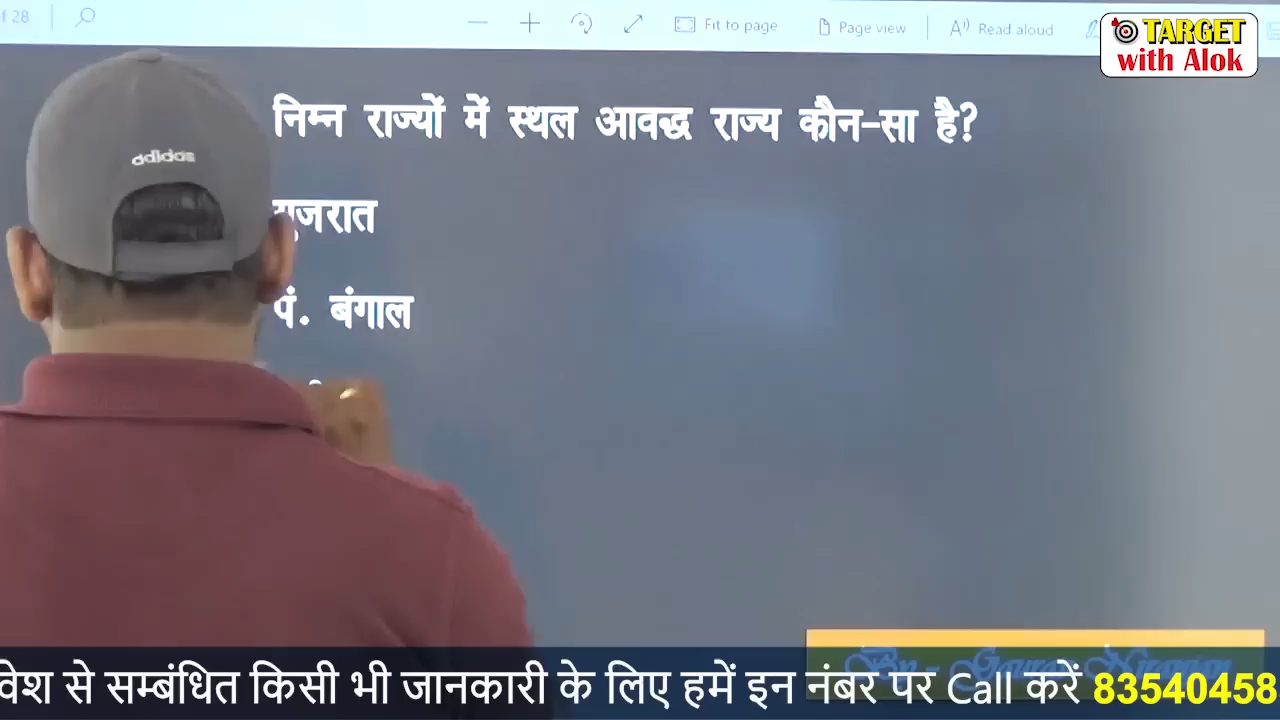 28
Fit to page
Page view
Read aloud
TARGET
with Alok
adidas
निम्न राज्यों में स्थल आवद्ध राज्य कौन-सा है?
गुजरात
पं. बंगाल
वेश से सम्बंधित किसी भी जानकारी के लिए हमें इन नंबर पर Call करें 83540458